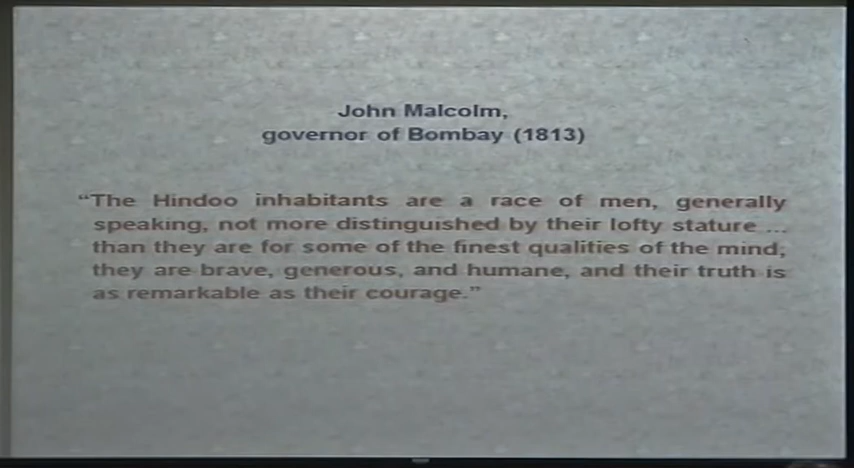 John Malcolm,
governor of Bombay (1813)
“The Hindoo inhabitants are a race of men, generally
speaking, not more distinguished by their lofty stature ...
than they are for some of the finest qualities of the mind;
they are brave, generous, and humane, and their truth is
as remarkable as their courage.”